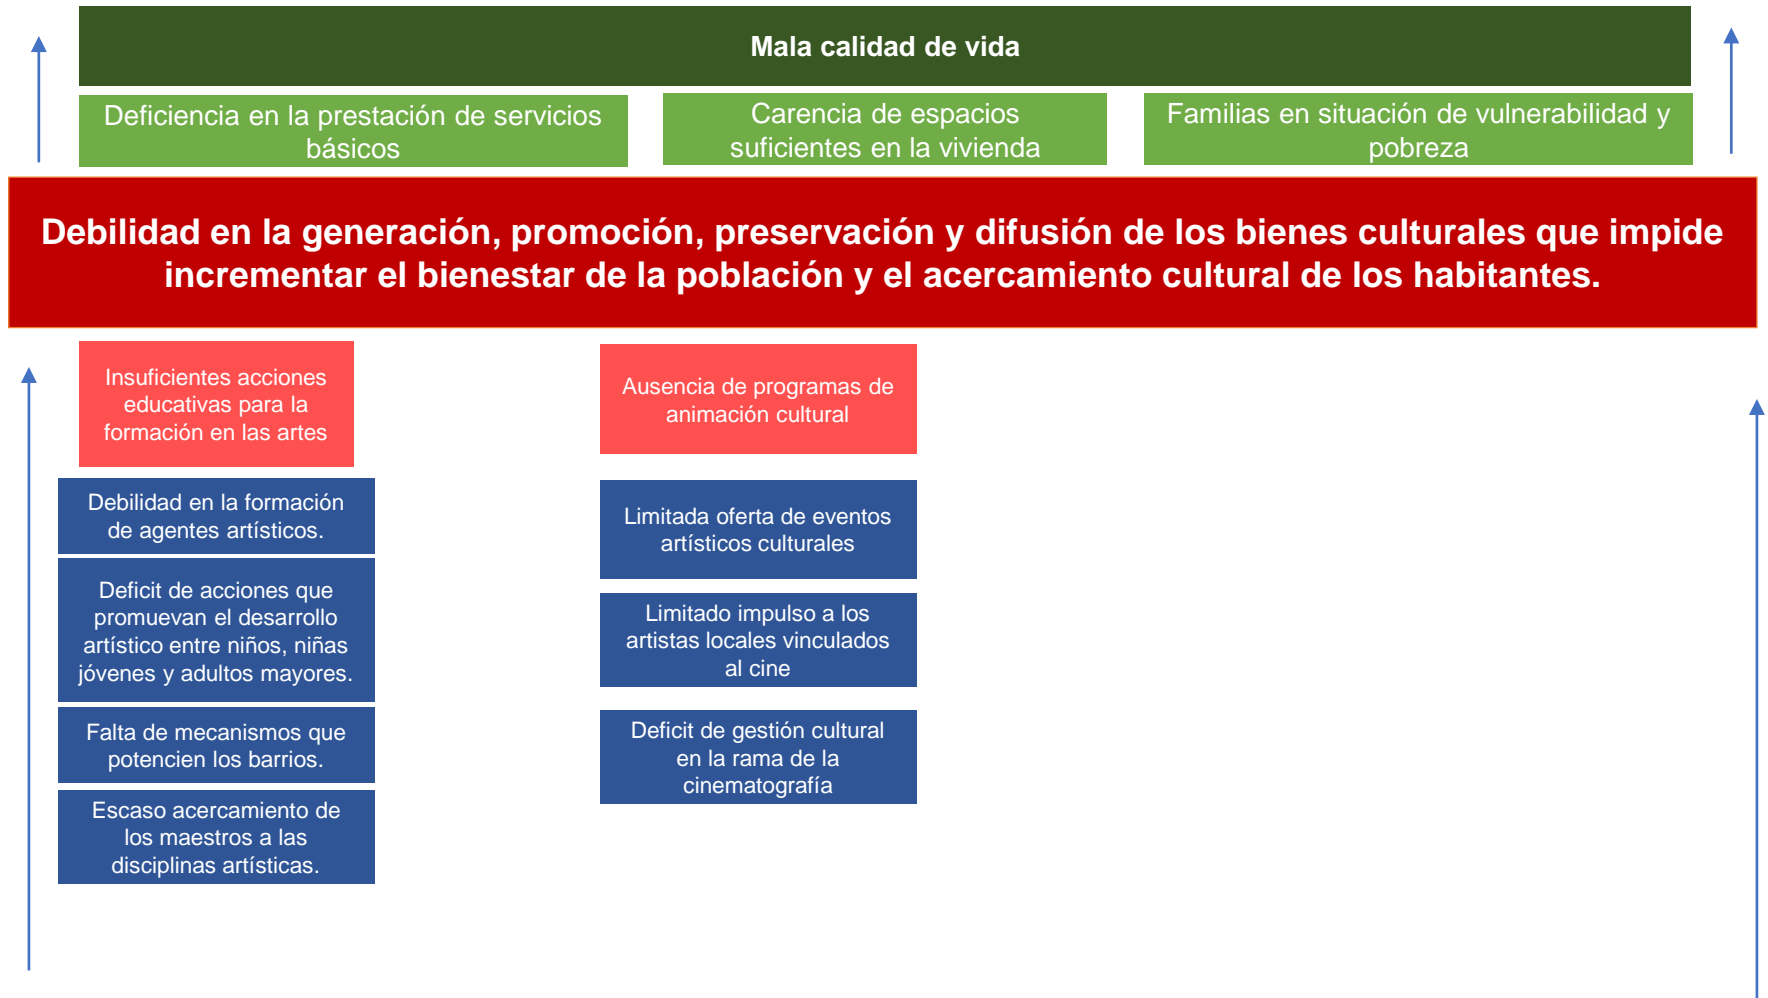 Mala calidad de vida
Deficiencia en la prestación de servicios
básicos
Carencia de espacios
suficientes en la vivienda
Familias en situación de vulnerabilidad y
pobreza
Debilidad en la generación, promoción, preservación y difusión de los bienes culturales que impide
incrementar el bienestar de la población y el acercamiento cultural de los habitantes.
Insuficientes acciones
educativas para la
formación en las artes
Debilidad en la formación
de agentes artísticos.
Deficit de acciones que
promuevan el desarrollo
artístico entre niños, niñas
jóvenes y adultos mayores.
Falta de mecanismos que
potencien los barrios.
Escaso acercamiento de
los maestros a las
disciplinas artísticas.
Ausencia de programas de
animación cultural
Limitada oferta de eventos
artísticos culturales
Limitado impulso a los
artistas locales vinculados
al cine
Deficit de gestión cultural
en la rama de la
cinematografía